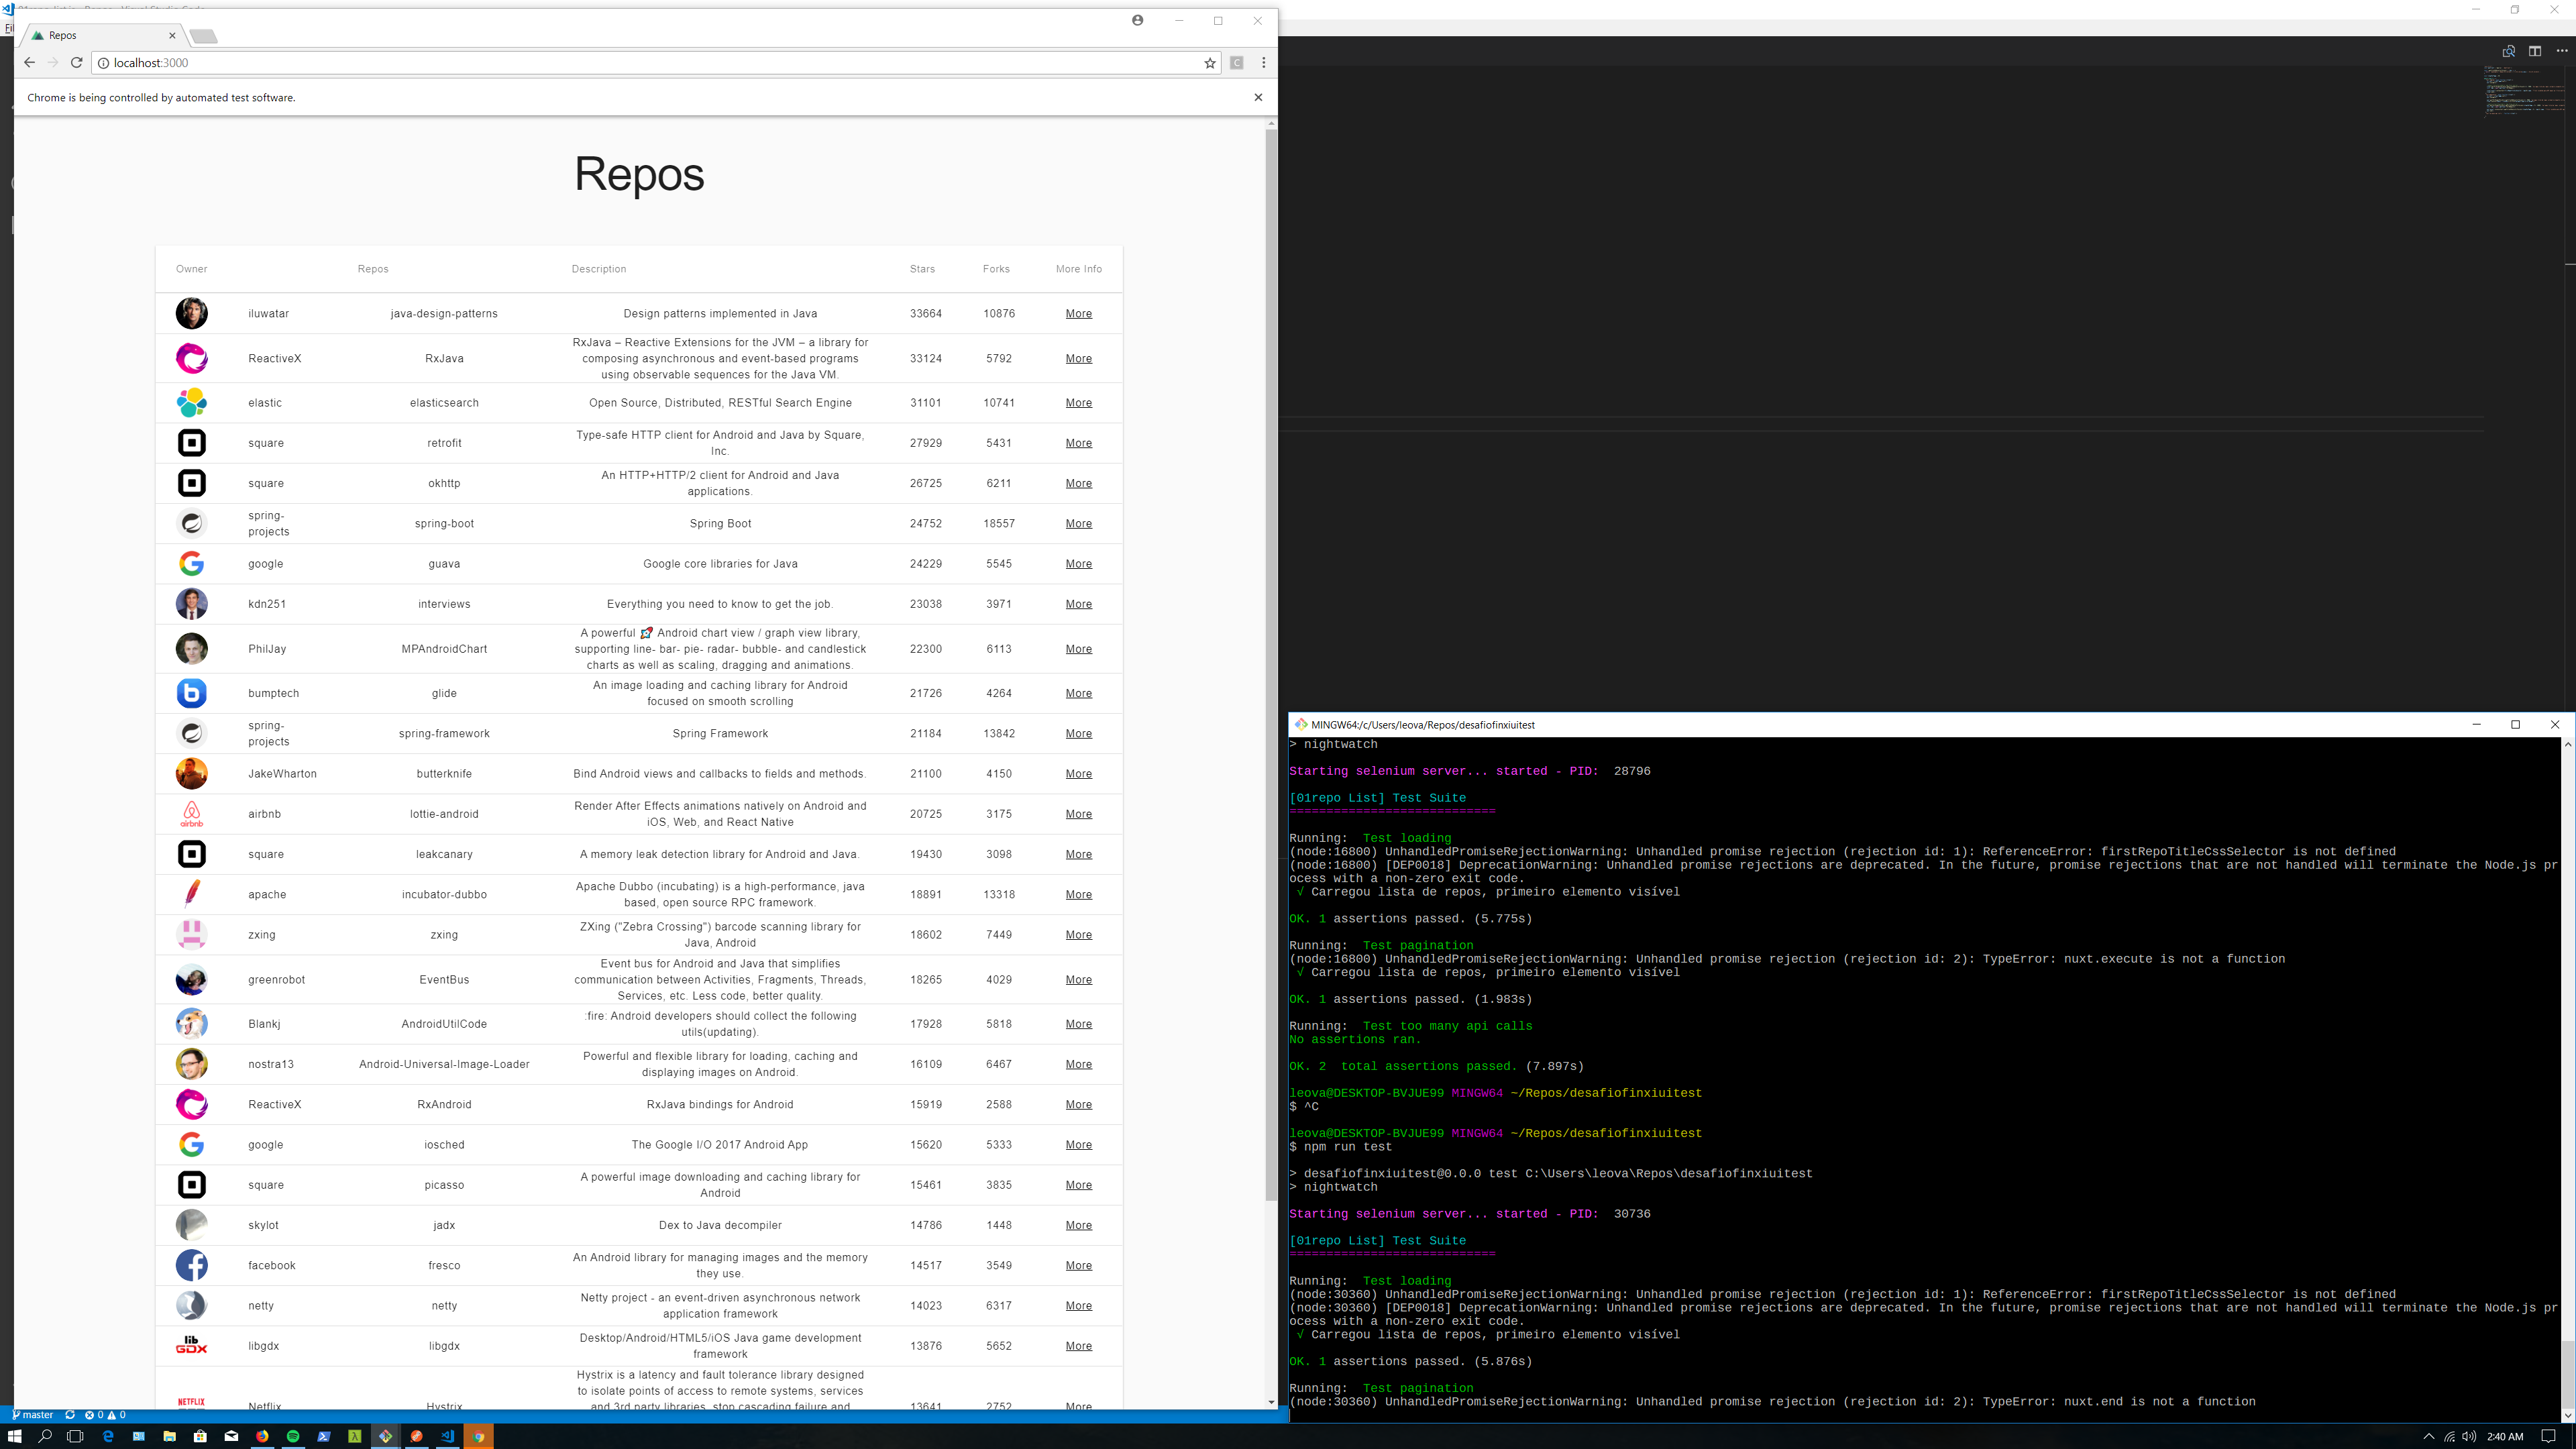 Repos
localhost:3000
Chrome is being controlled by automated test software.
Repos
Owner Repos Description Stars Forks More Info
iluwatar java-design-patterns Design patterns implemented in Java 33664 10876 More
ReactiveX RxJava RxJava – Reactive Extensions for the JVM – a library for
composing asynchronous and event-based programs
using observable sequences for the Java VM. 33124 5792 More
elastic elasticsearch Open Source, Distributed, RESTful Search Engine 31101 10741 More
square retrofit Type-safe HTTP client for Android and Java by Square,
Inc. 27929 5431 More
square okhttp An HTTP+HTTP/2 client for Android and Java
applications. 26725 6211 More
spring-
projects spring-boot Spring Boot 24752 18557 More
google guava Google core libraries for Java 24229 5545 More
kdn251 interviews Everything you need to know to get the job. 23038 3971 More
PhilJay MPAndroidChart A powerful 🚀 Android chart view / graph view library,
supporting line- bar- pie- radar- bubble- and candlestick
charts as well as scaling, dragging and animations. 22300 6113 More
bumptech glide An image loading and caching library for Android
focused on smooth scrolling 21726 4264 More
spring-
projects spring-framework Spring Framework 21184 13842 More
JakeWharton butterknife Bind Android views and callbacks to fields and methods. 21100 4150 More
airbnb airbnb lottie-android Render After Effects animations natively on Android and
iOS, Web, and React Native 20725 3175 More
square leakcanary A memory leak detection library for Android and Java. 19430 3098 More
apache incubator-dubbo Apache Dubbo (incubating) is a high-performance, java
based, open source RPC framework. 18891 13318 More
zxing zxing ZXing ("Zebra Crossing") barcode scanning library for
Java, Android 18602 7449 More
greenrobot EventBus Event bus for Android and Java that simplifies
communication between Activities, Fragments, Threads,
Services, etc. Less code, better quality. 18265 4029 More
Blankj AndroidUtilCode :fire: Android developers should collect the following
utils(updating). 17928 5818 More
nostra13 Android-Universal-Image-Loader Powerful and flexible library for loading, caching and
displaying images on Android. 16109 6467 More
ReactiveX RxAndroid RxJava bindings for Android 15919 2588 More
google iosched The Google I/O 2017 Android App 15620 5333 More
square picasso A powerful image downloading and caching library for
Android 15461 3835 More
skylot jadx Dex to Java decompiler 14786 1448 More
facebook fresco An Android library for managing images and the memory
they use. 14517 3549 More
netty netty Netty project - an event-driven asynchronous network
application framework 14023 6317 More
lib GDX libgdx libgdx Desktop/Android/HTML5/iOS Java game development
framework 13876 5652 More
Hystrix is a latency and fault tolerance library designed
to isolate points of access to remote systems, services
NETFLIX Netflix Hystrix and 3rd party libraries, stop cascading failure and 13641 2752 More
master 0 0
MINGW64:/c/Users/leova/Repos/desafiofinxiuitest
> nightwatch
Starting selenium server... started - PID: 28796
[01repo List] Test Suite
============================
Running: Test loading
(node:16800) UnhandledPromiseRejectionWarning: Unhandled promise rejection (rejection id: 1): ReferenceError: firstRepoTitleCssSelector is not defined
(node:16800) [DEP0018] DeprecationWarning: Unhandled promise rejections are deprecated. In the future, promise rejections that are not handled will terminate the Node.js pr
ocess with a non-zero exit code.
√ Carregou lista de repos, primeiro elemento visível
OK. 1 assertions passed. (5.775s)
Running: Test pagination
(node:16800) UnhandledPromiseRejectionWarning: Unhandled promise rejection (rejection id: 2): TypeError: nuxt.execute is not a function
√ Carregou lista de repos, primeiro elemento visível
OK. 1 assertions passed. (1.983s)
Running: Test too many api calls
No assertions ran.
OK. 2 total assertions passed. (7.897s)
leova@DESKTOP-BVJUE99 MINGW64 ~/Repos/desafiofinxiuitest
$ ^C
leova@DESKTOP-BVJUE99 MINGW64 ~/Repos/desafiofinxiuitest
$ npm run test
> desafiofinxiuitest@0.0.0 test C:\Users\leova\Repos\desafiofinxiuitest
> nightwatch
Starting selenium server... started - PID: 30736
[01repo List] Test Suite
============================
Running: Test loading
(node:30360) UnhandledPromiseRejectionWarning: Unhandled promise rejection (rejection id: 1): ReferenceError: firstRepoTitleCssSelector is not defined
(node:30360) [DEP0018] DeprecationWarning: Unhandled promise rejections are deprecated. In the future, promise rejections that are not handled will terminate the Node.js pr
ocess with a non-zero exit code.
√ Carregou lista de repos, primeiro elemento visível
OK. 1 assertions passed. (5.876s)
Running: Test pagination
(node:30360) UnhandledPromiseRejectionWarning: Unhandled promise rejection (rejection id: 2): TypeError: nuxt.end is not a function
2:40 AM